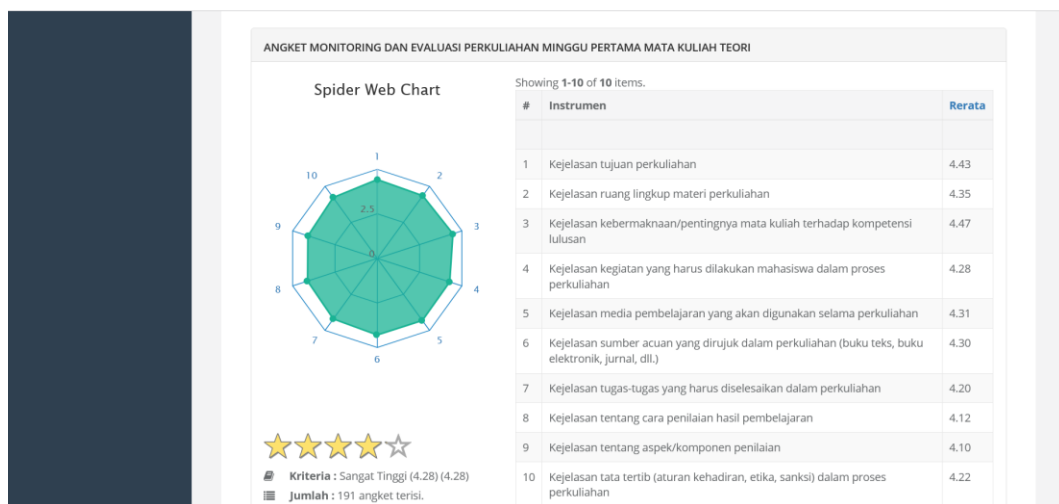 ANGKET MONITORING DAN EVALUASI PERKULIAHAN MINGGU PERTAMA MATA KULIAH TEORI
Spider Web Chart
1
2
3
4
5
6
7
8
9
10
2.5
0
Kriteria : Sangat Tinggi (4.28) (4.28)
Jumlah : 191 angket terisi.
Showing 1-10 of 10 items.
# Instrumen Rerata
1 Kejelasan tujuan perkuliahan 4.43
2 Kejelasan ruang lingkup materi perkuliahan 4.35
3 Kejelasan kebermaknaan/pentingnya mata kuliah terhadap kompetensi 4.47
lulusan
4 Kejelasan kegiatan yang harus dilakukan mahasiswa dalam proses 4.28
perkuliahan
5 Kejelasan media pembelajaran yang akan digunakan selama perkuliahan 4.31
6 Kejelasan sumber acuan yang dirujuk dalam perkuliahan (buku teks, buku 4.30
elektronik, jurnal, dll.)
7 Kejelasan tugas-tugas yang harus diselesaikan dalam perkuliahan 4.20
8 Kejelasan tentang cara penilaian hasil pembelajaran 4.12
9 Kejelasan tentang aspek/komponen penilaian 4.10
10 Kejelasan tata tertib (aturan kehadiran, etika, sanksi) dalam proses 4.22
perkuliahan